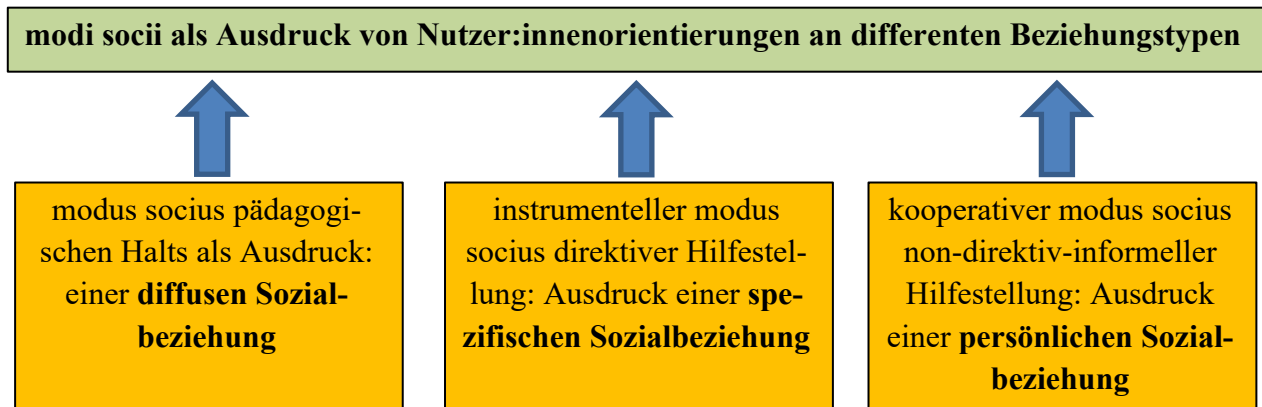 modi socii als Ausdruck von Nutzer:innenorientierungen an differenten Beziehungstypen
modus socius pädagogi-
schen Halts als Ausdruck:
einer diffusen Sozial-
beziehung
instrumenteller modus
socius direktiver Hilfestel-
lung: Ausdruck einer spe-
zifischen Sozialbeziehung
kooperativer modus socius
non-direktiv-informeller
Hilfestellung: Ausdruck
einer persönlichen Sozial-
beziehung